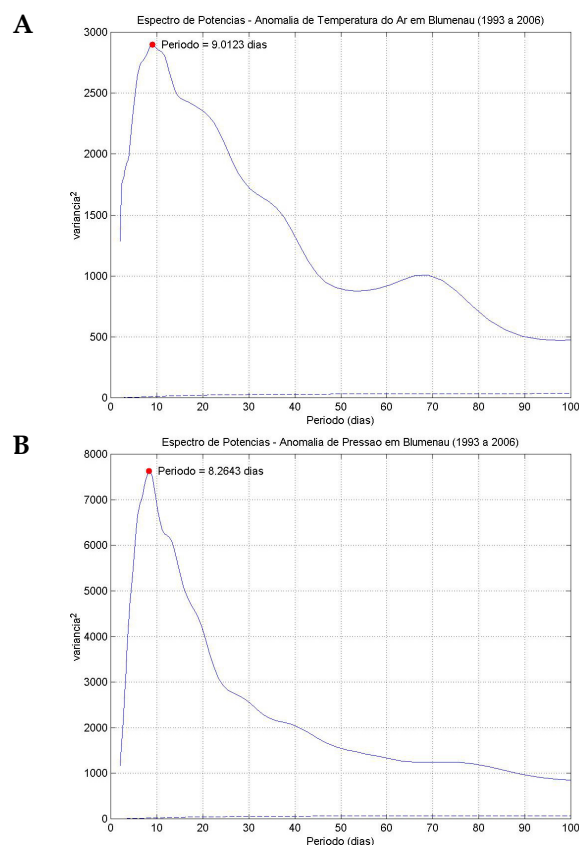 A
Espectro de Potencias - Anomalia de Temperatura do Ar em Blumenau (1993 a 2006)
3000
2500
2000
1500
1000
500
0
variancia²
Periodo = 9.0123 dias
0 10 20 30 40 50 60 70 80 90 100
Periodo (dias)
B
Espectro de Potencias - Anomalia de Pressao em Blumenau (1993 a 2006)
8000
7000
6000
5000
4000
3000
2000
1000
0
variancia²
Periodo = 8.2643 dias
0 10 20 30 40 50 60 70 80 90 100
Periodo (dias)